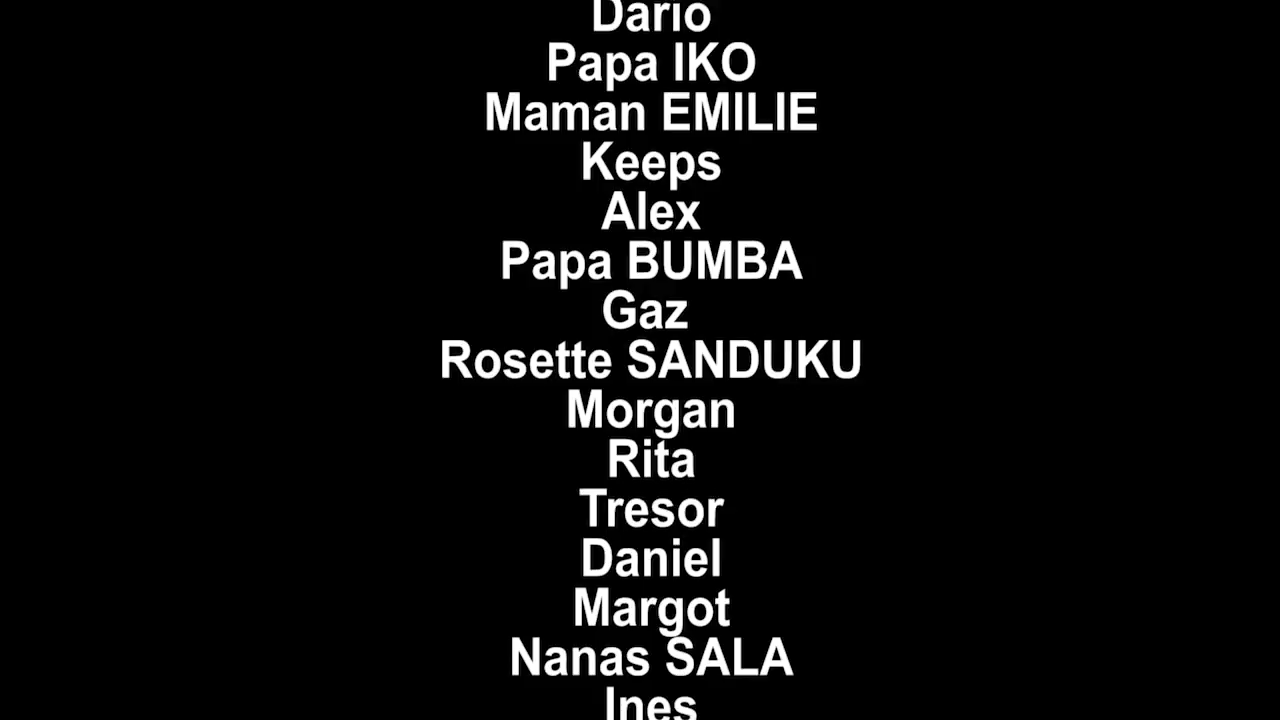 Dario
Papa IKO
Maman EMILIE
Keeps
Alex
Papa BUMBA
Gaz
Rosette SANDUKU
Morgan
Rita
Tresor
Daniel
Margot
Nanas SALA
Ines